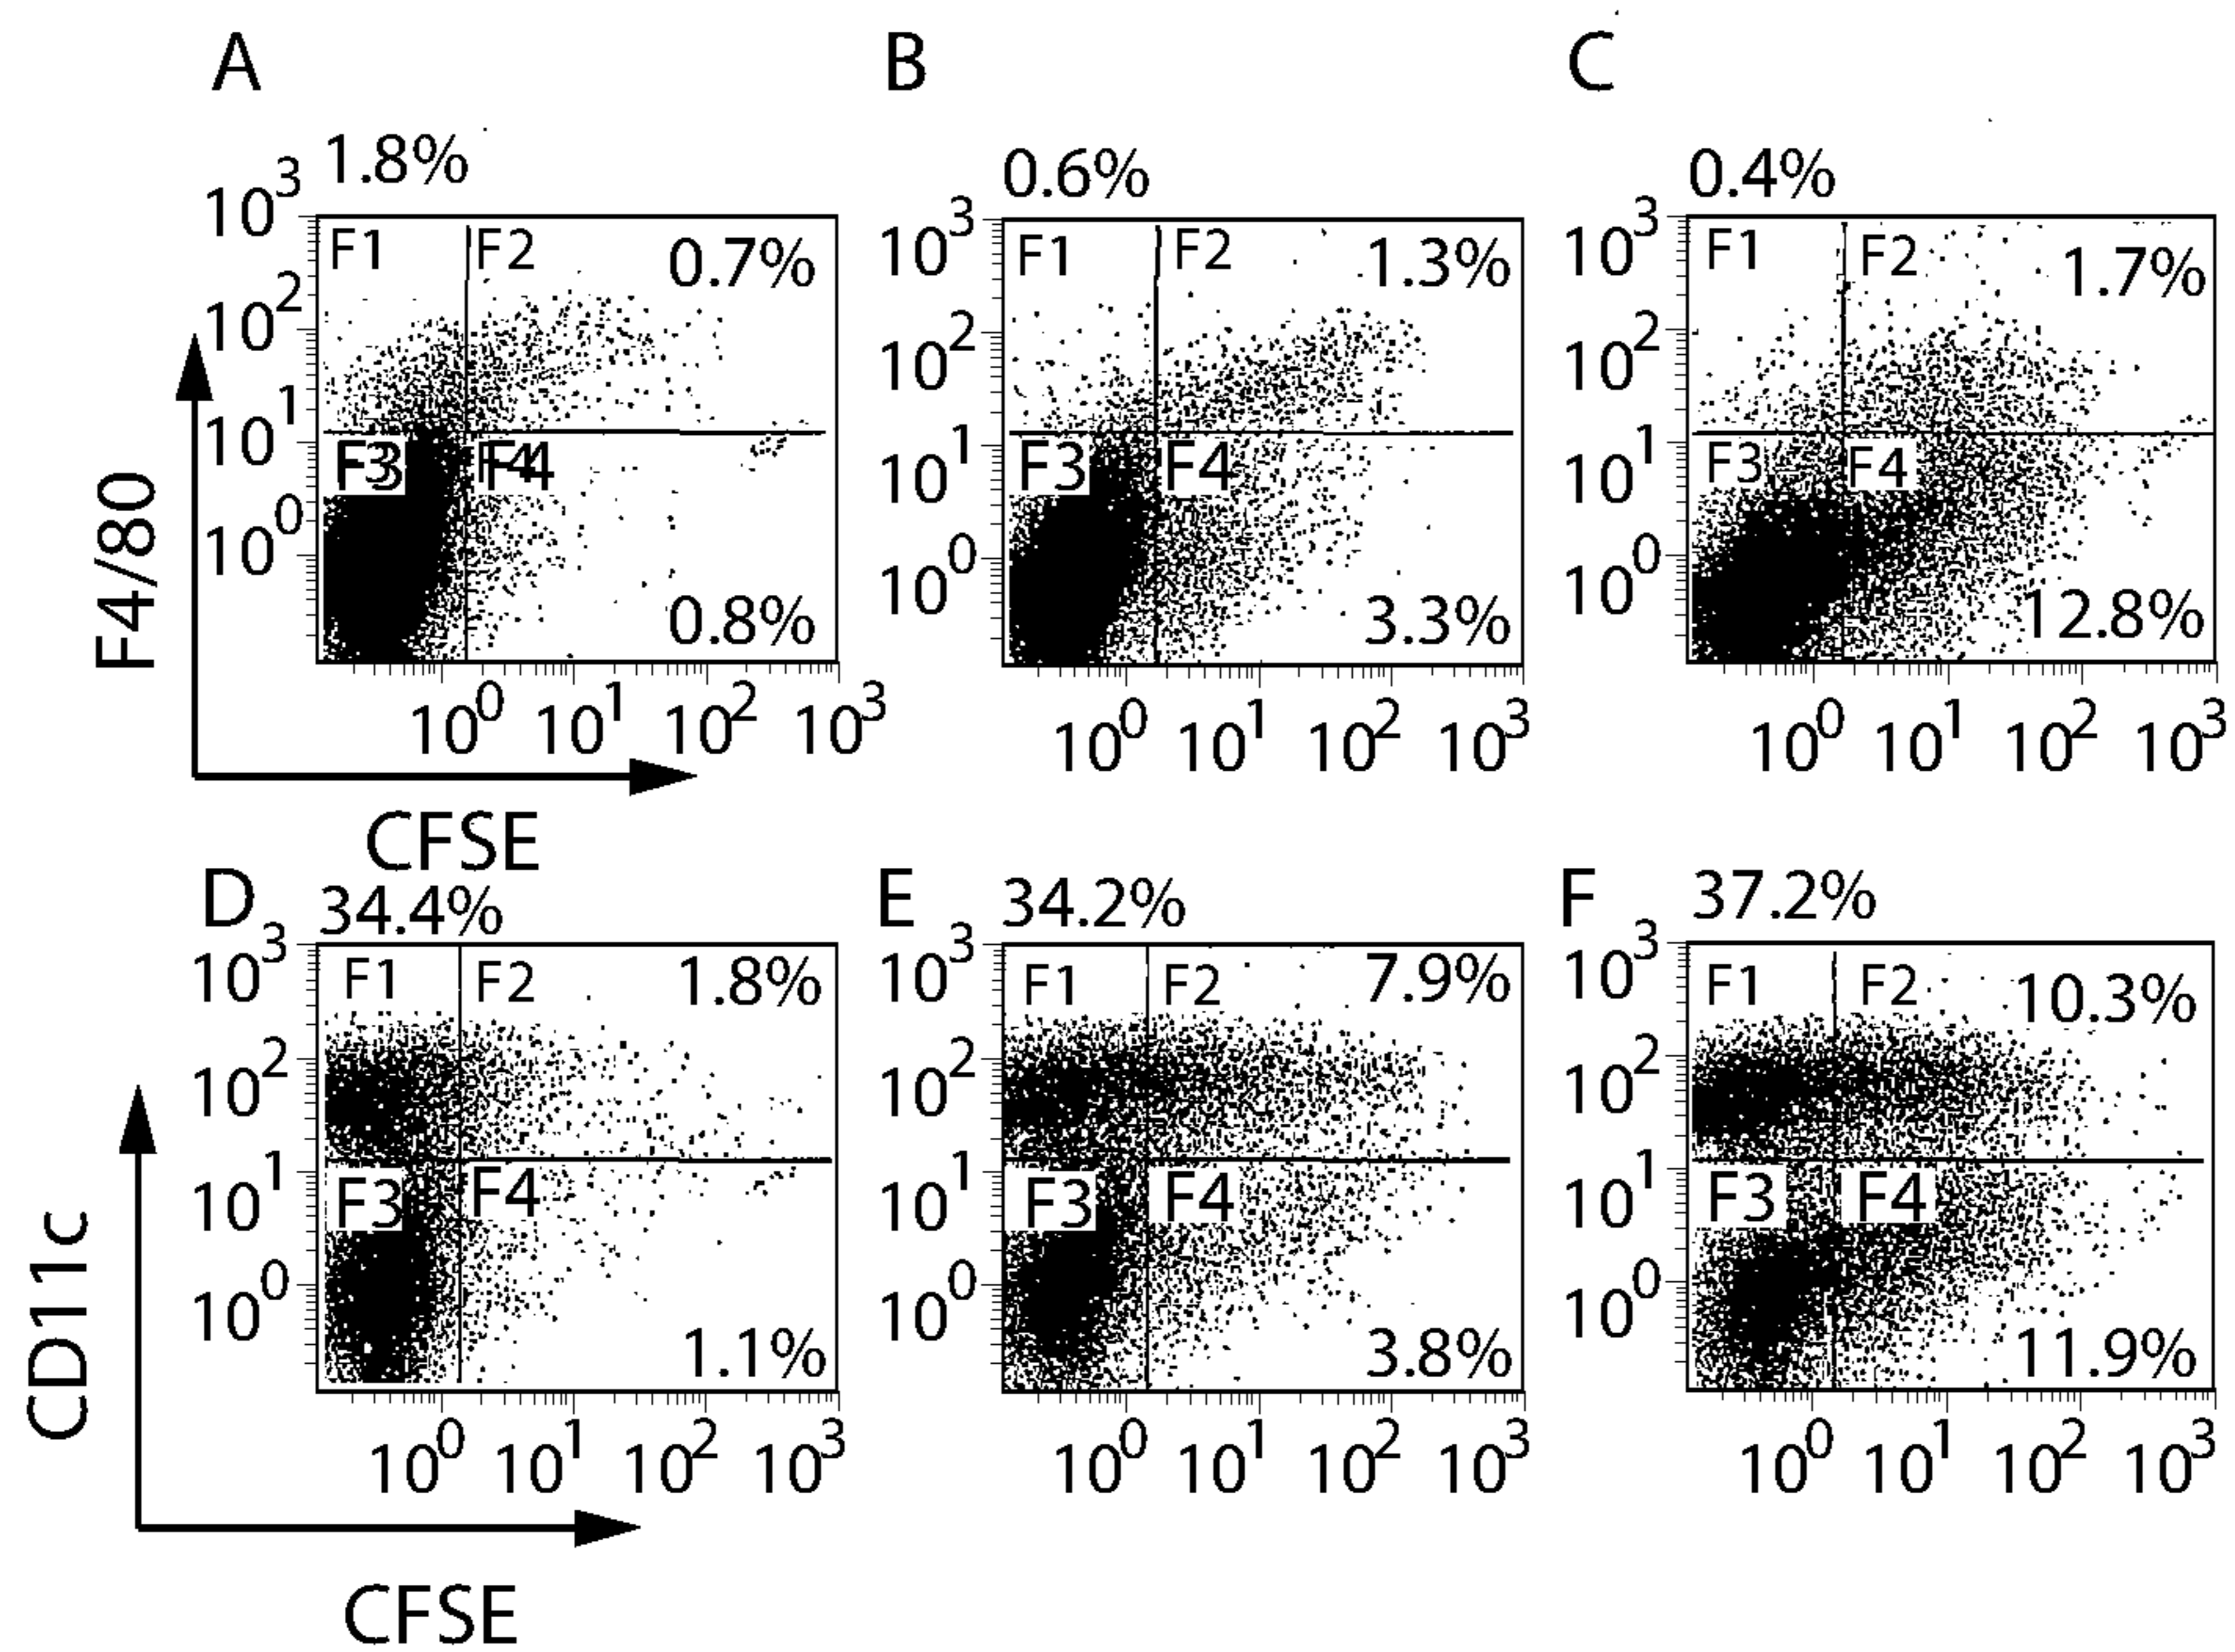 A
B
C
1.8%
0.6%
0.4%
F4/80
10³
10²
10¹
10⁰
F1
F2
0.7%
F3
F4
0.8%
10⁰ 10¹ 10² 10³
CFSE
10³
10²
10¹
10⁰
F1
F2
1.3%
F3
F4
3.3%
10⁰ 10¹ 10² 10³
10³
10²
10¹
10⁰
F1
F2
1.7%
F3
F4
12.8%
10⁰ 10¹ 10² 10³
D
34.4%
E
34.2%
F
37.2%
CD11c
10³
10²
10¹
10⁰
F1
F2
1.8%
F3
F4
1.1%
10⁰ 10¹ 10² 10³
CFSE
10³
10²
10¹
10⁰
F1
F2
7.9%
F3
F4
3.8%
10⁰ 10¹ 10² 10³
10³
10²
10¹
10⁰
F1
F2
10.3%
F3
F4
11.9%
10⁰ 10¹ 10² 10³